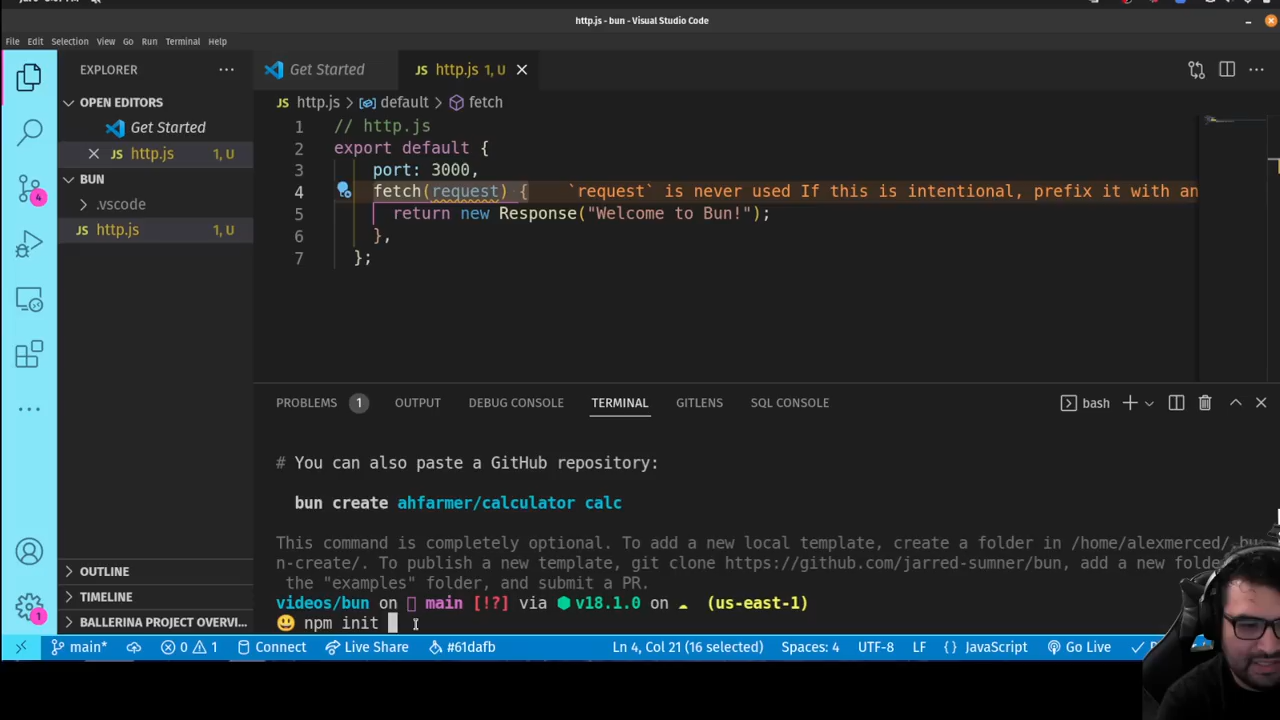 http.js - bun - Visual Studio Code
File Edit Selection View Go Run Terminal Help
EXPLORER
OPEN EDITORS
Get Started
http.js 1, U
BUN
.vscode
http.js 1, U
OUTLINE
TIMELINE
BALLERINA PROJECT OVERVI...
Get Started http.js 1, U
http.js > default > fetch
1 // http.js
2 export default {
3 port: 3000,
4 fetch(request) { `request` is never used If this is intentional, prefix it with an
5 return new Response("Welcome to Bun!");
6 },
7 };
PROBLEMS 1 OUTPUT DEBUG CONSOLE TERMINAL GITLENS SQL CONSOLE bash
# You can also paste a GitHub repository:
bun create ahfarmer/calculator calc
This command is completely optional. To add a new local template, create a folder in /home/alexmerced/.bu
n-create/. To publish a new template, git clone https://github.com/jarred-sumner/bun, add a new folde
the "examples" folder, and submit a PR.
videos/bun on main [!?] via v18.1.0 on (us-east-1)
npm init
4
1
main* 0 1 Connect Live Share #61dafb Ln 4, Col 21 (16 selected) Spaces: 4 UTF-8 LF {} JavaScript Go Live